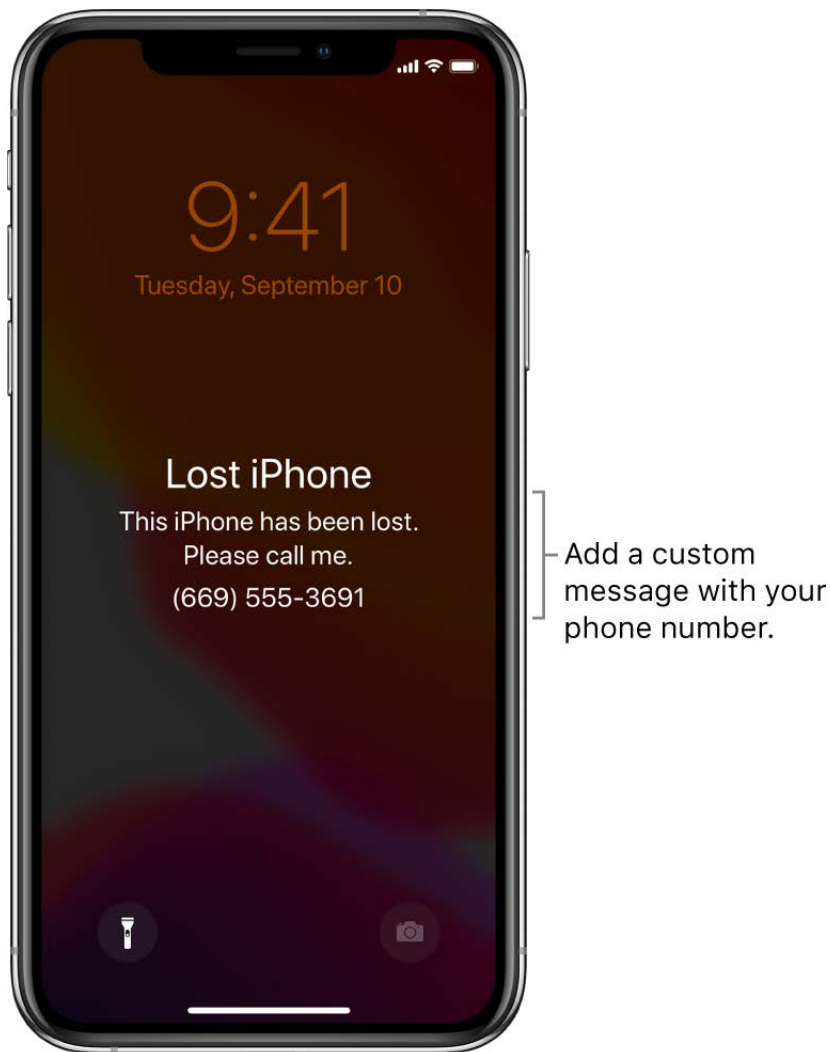 9:41
Tuesday, September 10
Lost iPhone
This iPhone has been lost.
Please call me.
(669) 555-3691
Add a custom
message with your
phone number.